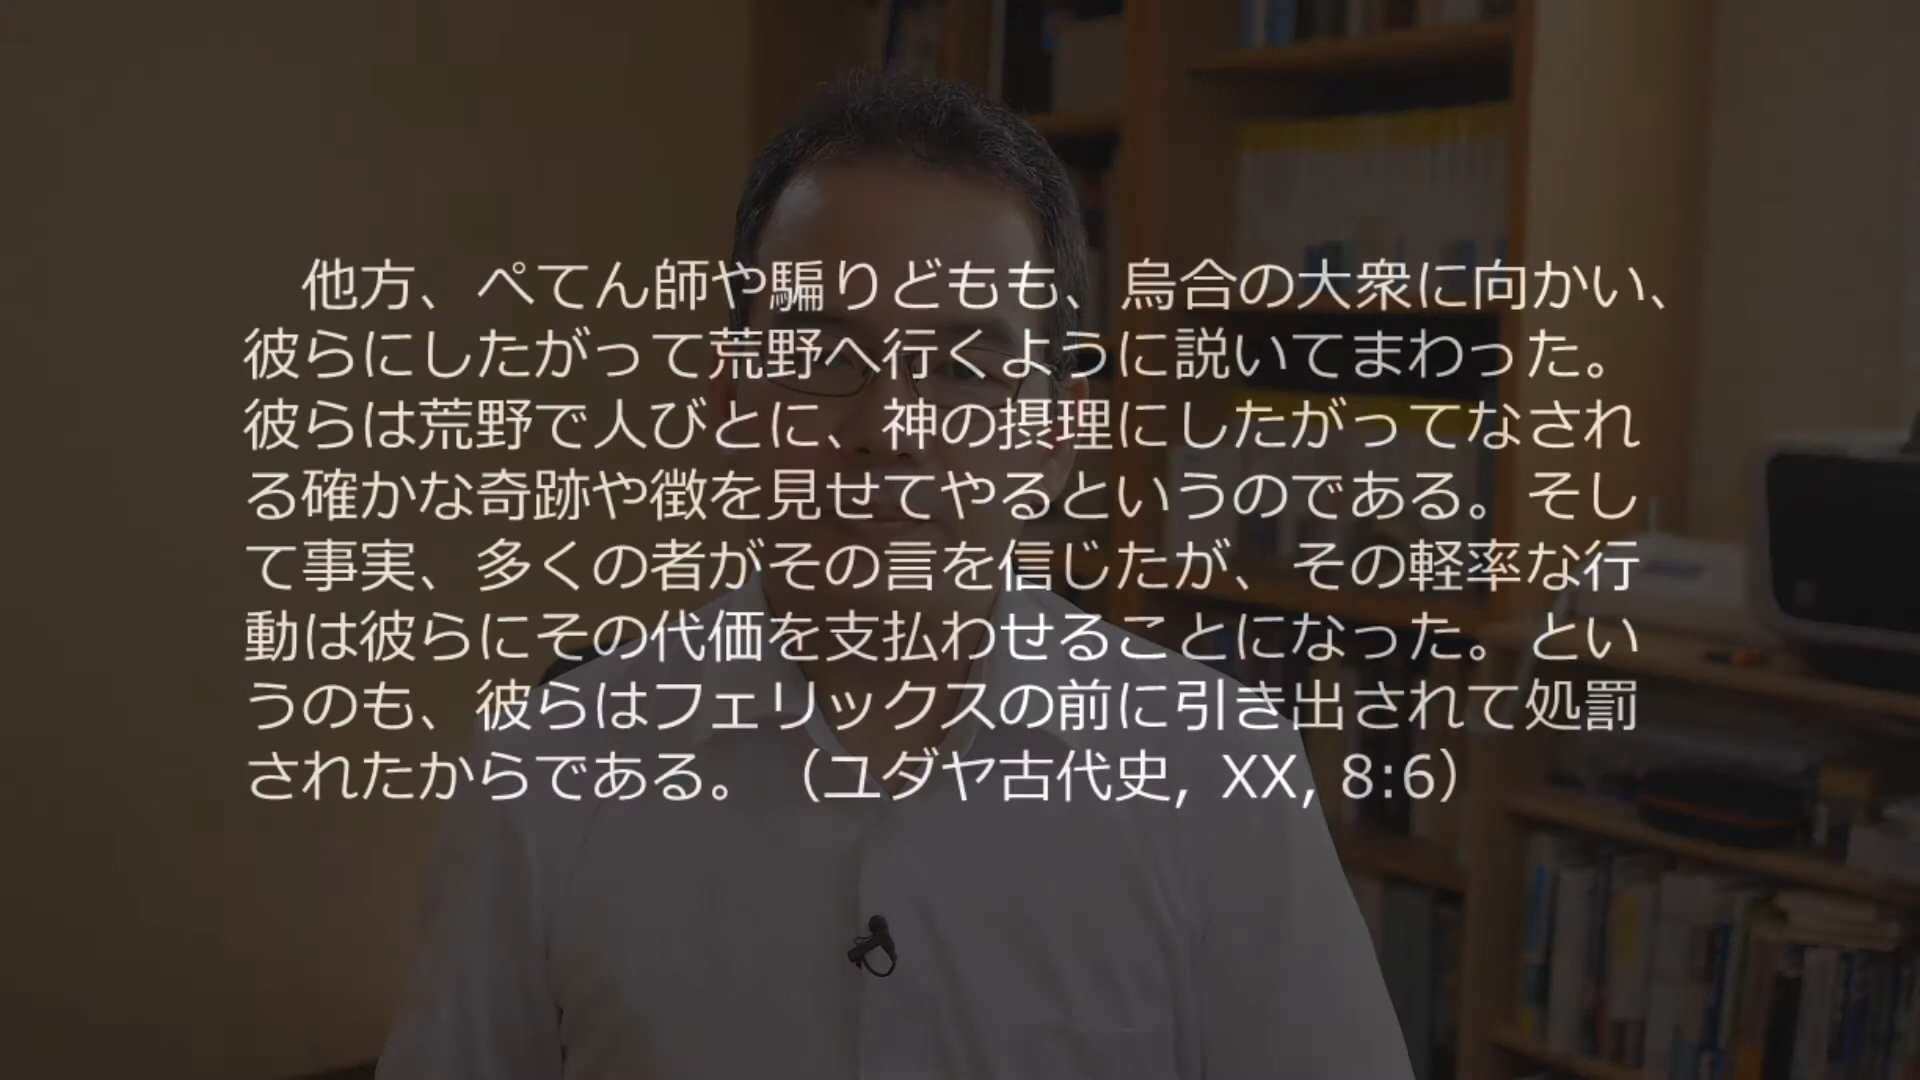 他方、ぺてん師や騙りどもも、烏合の大衆に向かい、
彼らにしたがって荒野へ行くように説いてまわった。
彼らは荒野で人びとに、神の摂理にしたがってなされ
る確かな奇跡や徴を見せてやるというのである。そし
て事実、多くの者がその言を信じたが、その軽率な行
動は彼らにその代価を支払わせることになった。とい
うのも、彼らはフェリックスの前に引き出されて処罰
されたからである。（ユダヤ古代史, XX, 8:6）